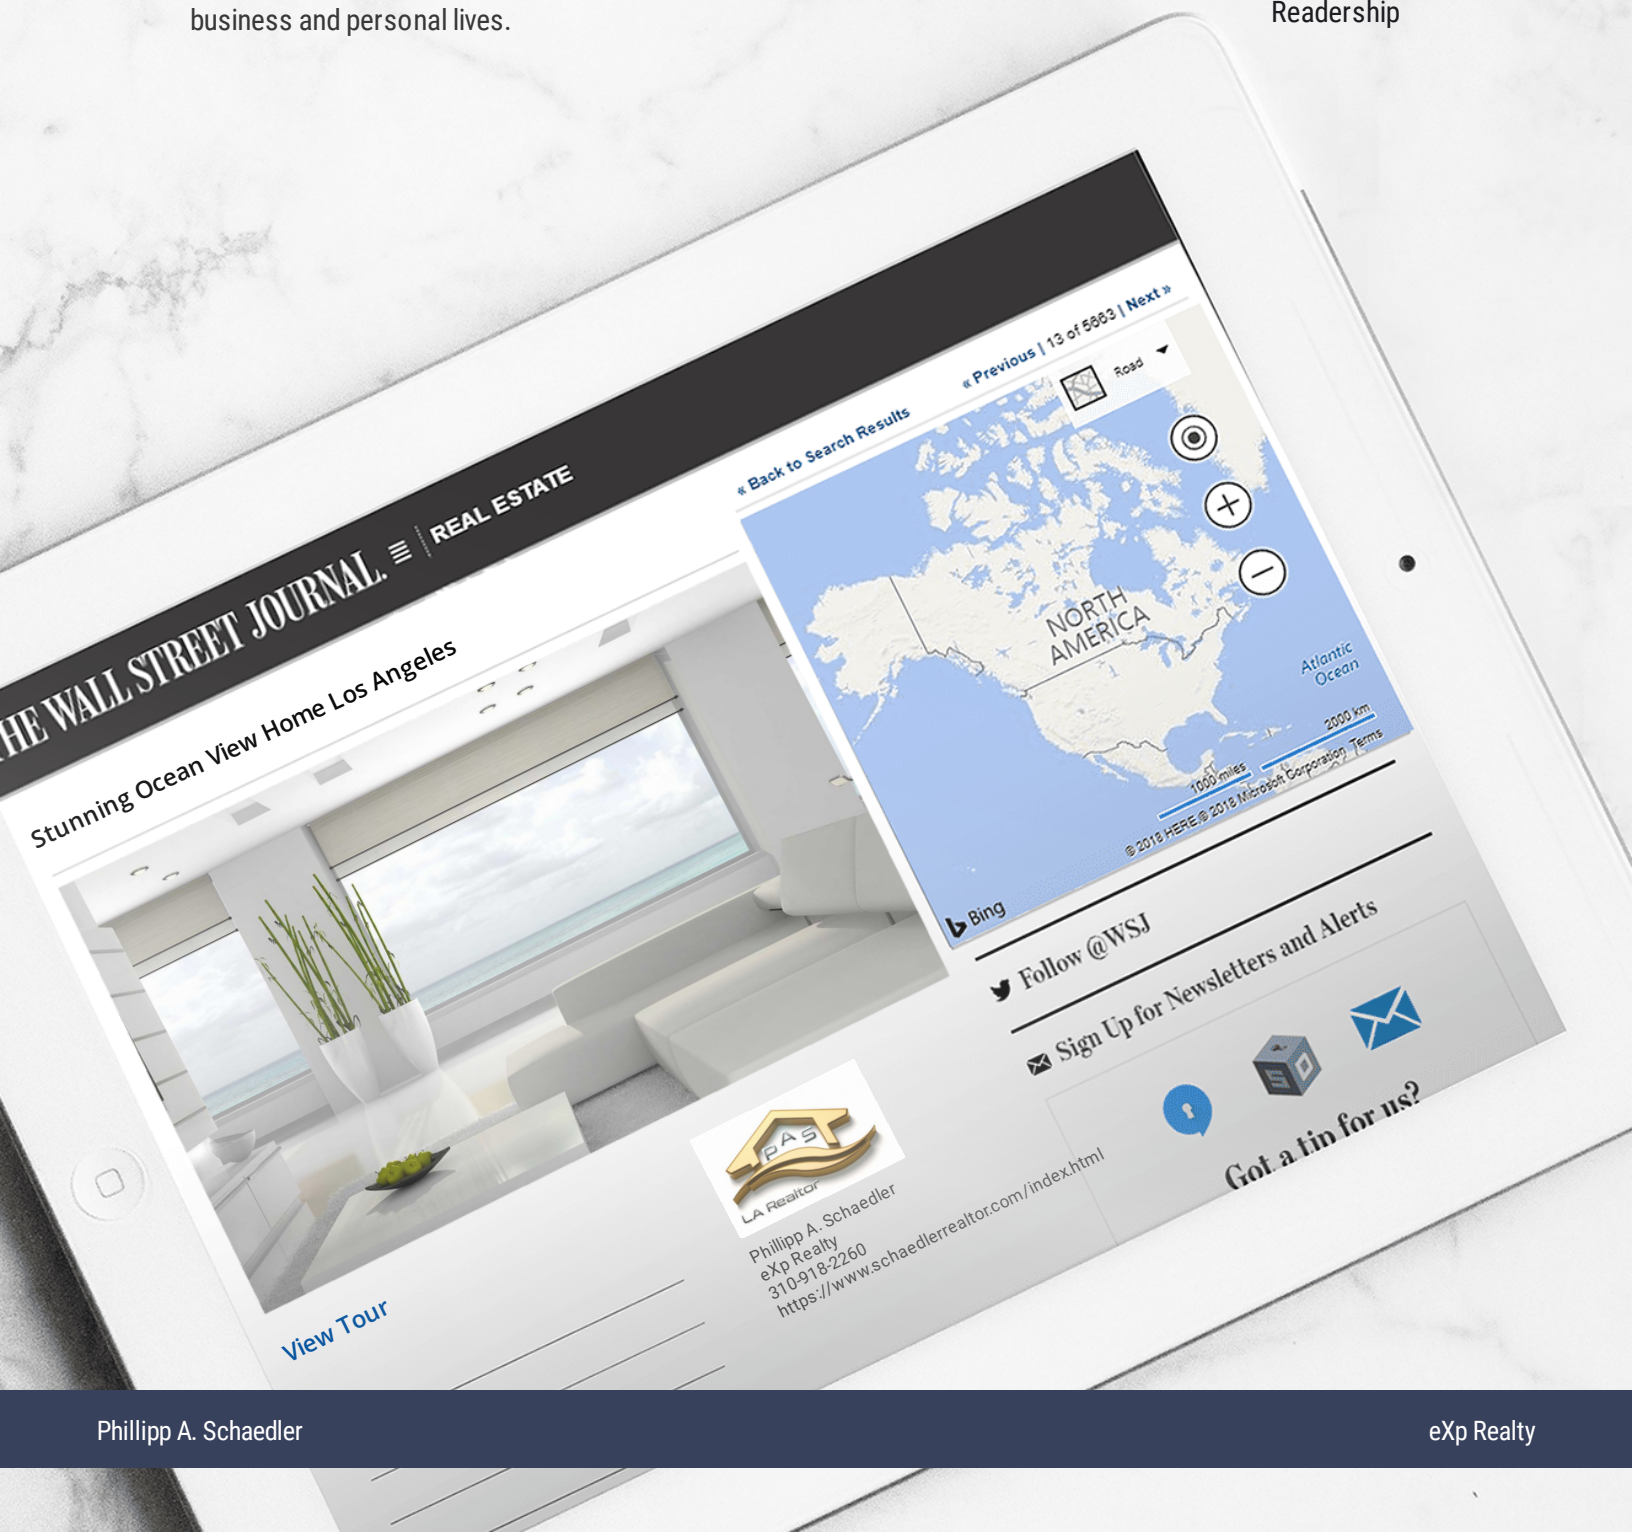 business and personal lives.
Readership
THE WALL STREET JOURNAL.
REAL ESTATE
« Back to Search Results
« Previous | 13 of 5663 | Next »
Stunning Ocean View Home Los Angeles
Road
NORTH
AMERICA
Atlantic
Ocean
2000 km
1000 miles
© 2018 HERE,© 2018 Microsoft Corporation Terms
Bing
Follow @WSJ
Sign Up for Newsletters and Alerts
S D
Got a tip for us?
PAS
LA Realtor
Phillipp A. Schaedler
eXp Realty
310-918-2260
https://www.schaedlerrealtor.com/index.html
View Tour
Phillipp A. Schaedler
eXp Realty